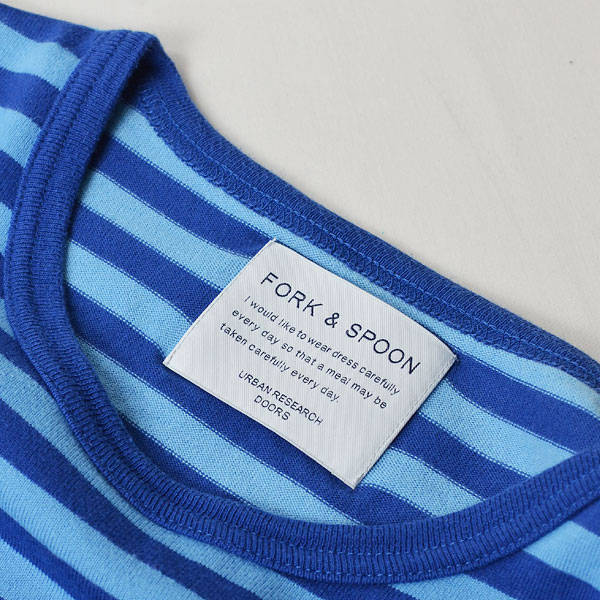 FORK & SPOON
I would like to wear dress carefully
every day so that a meal may be
taken carefully every day.
URBAN RESEARCH
DOORS